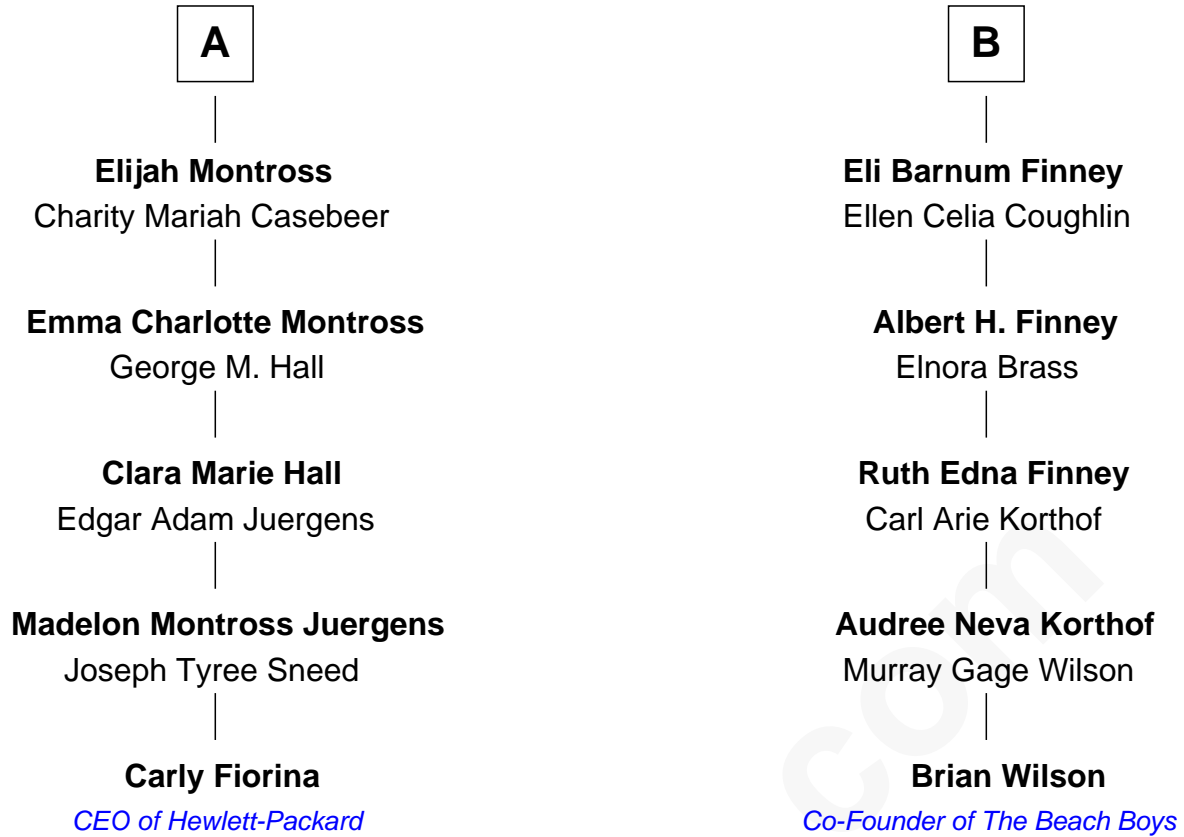 A
Elijah Montross
Charity Mariah Casebeer
Emma Charlotte Montross
George M. Hall
Clara Marie Hall
Edgar Adam Juergens
Madelon Montross Juergens
Joseph Tyree Sneed
Carly Fiorina
CEO of Hewlett-Packard
B
Eli Barnum Finney
Ellen Celia Coughlin
Albert H. Finney
Elnora Brass
Ruth Edna Finney
Carl Arie Korthof
Audree Neva Korthof
Murray Gage Wilson
Brian Wilson
Co-Founder of The Beach Boys
com